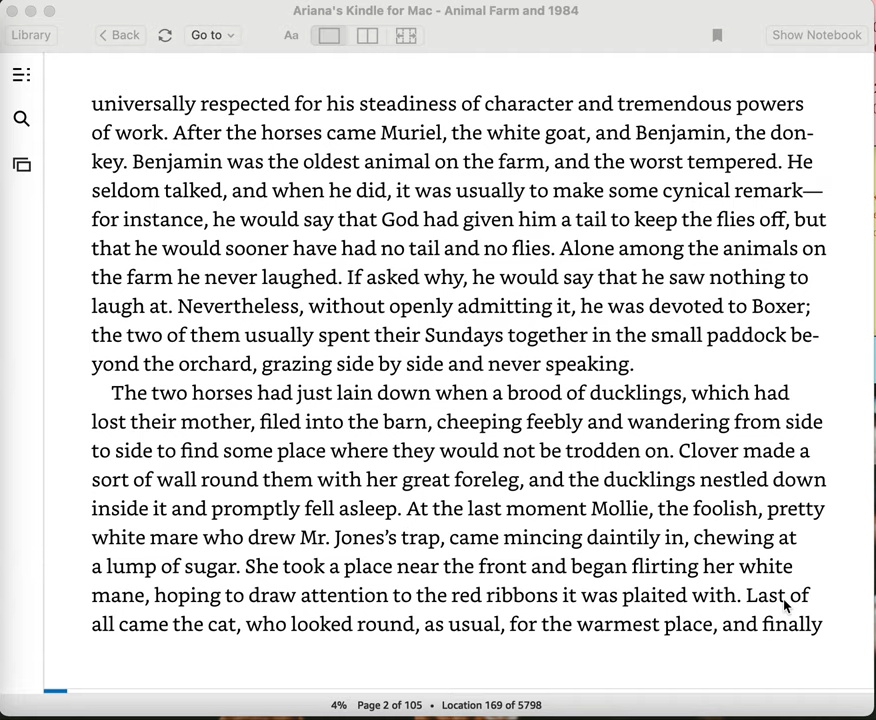 Ariana's Kindle for Mac - Animal Farm and 1984
Library
Back
Go to
Aa
Show Notebook
universally respected for his steadiness of character and tremendous powers
of work. After the horses came Muriel, the white goat, and Benjamin, the don-
key. Benjamin was the oldest animal on the farm, and the worst tempered. He
seldom talked, and when he did, it was usually to make some cynical remark—
for instance, he would say that God had given him a tail to keep the flies off, but
that he would sooner have had no tail and no flies. Alone among the animals on
the farm he never laughed. If asked why, he would say that he saw nothing to
laugh at. Nevertheless, without openly admitting it, he was devoted to Boxer;
the two of them usually spent their Sundays together in the small paddock be-
yond the orchard, grazing side by side and never speaking.
The two horses had just lain down when a brood of ducklings, which had
lost their mother, filed into the barn, cheeping feebly and wandering from side
to side to find some place where they would not be trodden on. Clover made a
sort of wall round them with her great foreleg, and the ducklings nestled down
inside it and promptly fell asleep. At the last moment Mollie, the foolish, pretty
white mare who drew Mr. Jones’s trap, came mincing daintily in, chewing at
a lump of sugar. She took a place near the front and began flirting her white
mane, hoping to draw attention to the red ribbons it was plaited with. Last of
all came the cat, who looked round, as usual, for the warmest place, and finally
4% Page 2 of 105 • Location 169 of 5798